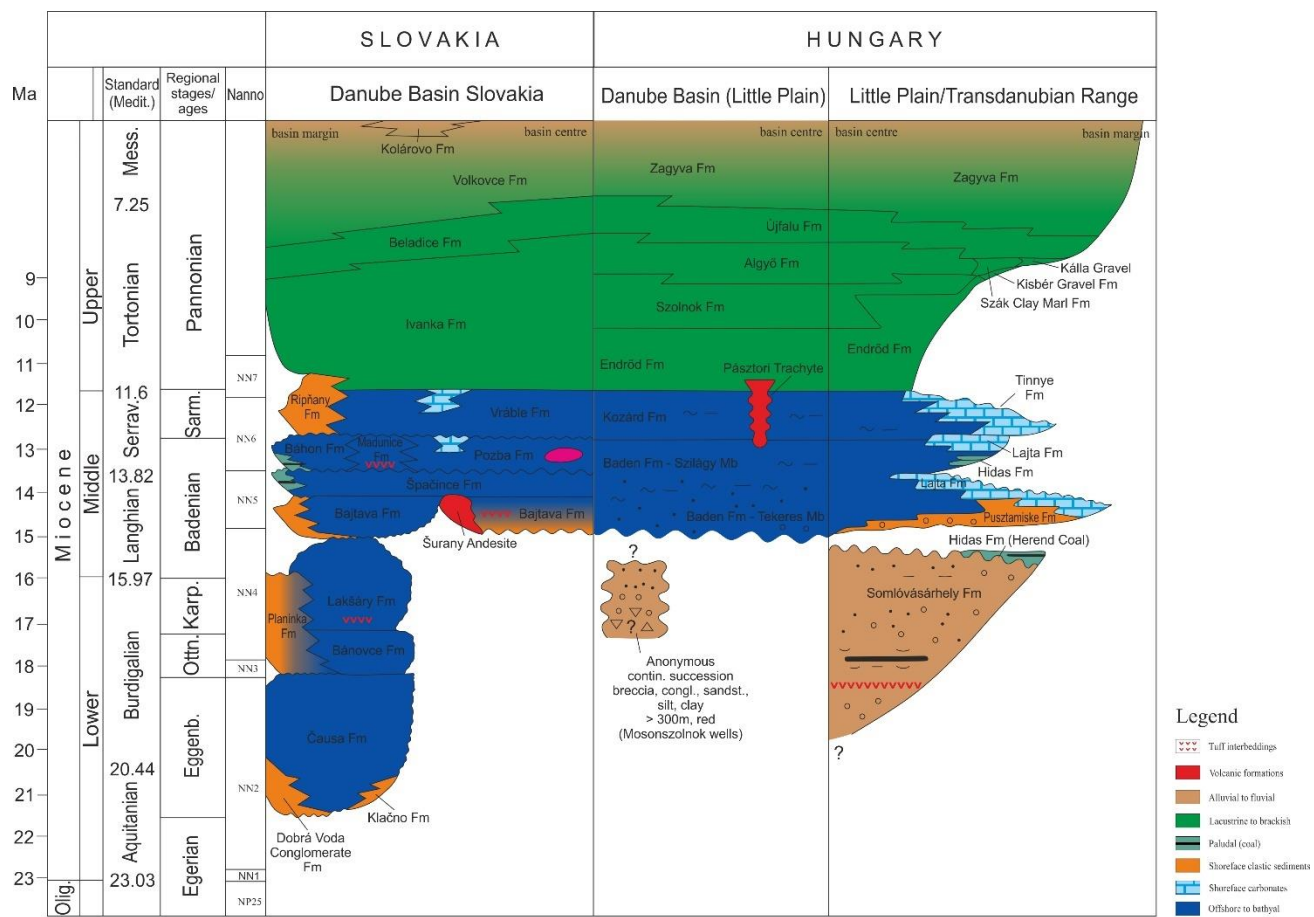 SLOVAKIA
HUNGARY
Ma
Standard (Medit.)
Regional stages/ages
Nanno
Danube Basin Slovakia
Danube Basin (Little Plain)
Little Plain/Transdanubian Range
9
10
11
12
13
14
15
16
17
18
19
20
21
22
23
Miocene
Olig.
Upper
Middle
Lower
Mess.
7.25
Tortonian
11.6
Serrav.
13.82
Langhian
15.97
Burdigalian
20.44
Aquitanian
23.03
Pannonian
Sarm.
Badenian
Karp.
Ottn.
Eggenb.
Egerian
NN7
NN6
NN5
NN4
NN3
NN2
NN1
NP25
basin margin
basin centre
Kolárovo Fm
Volkovce Fm
Beladice Fm
Ivanka Fm
Ripňany
Fm
Vráble Fm
Báhoň Fm
Madunice
Fm
vvvv
Pozba Fm
Špačince Fm
Bajtava Fm
vvvv
Bajtava Fm
Šurany Andesite
Lakšáry Fm
vvvv
Planinka
Fm
Bánovce Fm
Čausa Fm
Klačno Fm
Dobrá Voda
Conglomerate
Fm
basin centre
Zagyva Fm
Újfalu Fm
Algyő Fm
Szolnok Fm
Endrőd Fm
Pásztori Trachyte
Kozárd Fm
Baden Fm - Szilágy Mb
Baden Fm - Tekeres Mb
?
?
Anonymous
contin. succession
breccia, congl., sandst.,
silt, clay
> 300m, red
(Mosonszolnok wells)
basin centre
basin margin
Zagyva Fm
Kálla Gravel
Kisbér Gravel Fm
Szák Clay Marl Fm
Endrőd Fm
Tinnye
Fm
Lajta Fm
Hidas Fm
Lajta Fm
Pusztamiske Fm
Hidas Fm (Herend Coal)
Somlóvásárhely Fm
vvvvvvvvvv
?
Legend
Tuff interbeddings
Volcanic formations
Alluvial to fluvial
Lacustrine to brackish
Paludal (coal)
Shoreface clastic sediments
Shoreface carbonates
Offshore to bathyal